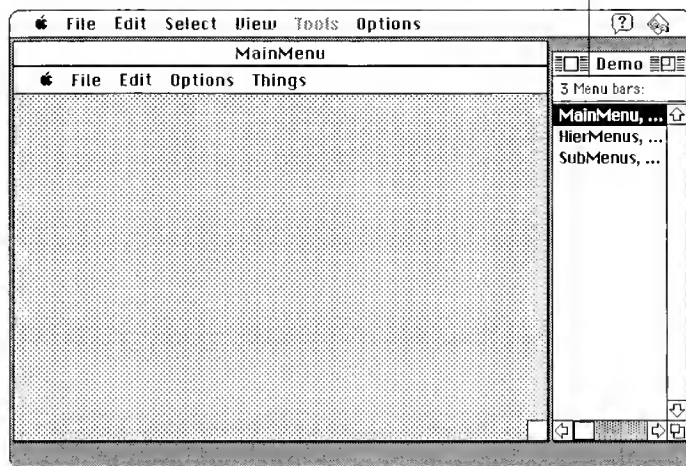 File Edit Select View Tools Options
MainMenu
File Edit Options Things
Demo
3 Menu bars:
MainMenu, ...
HierMenus, ...
SubMenus, ...